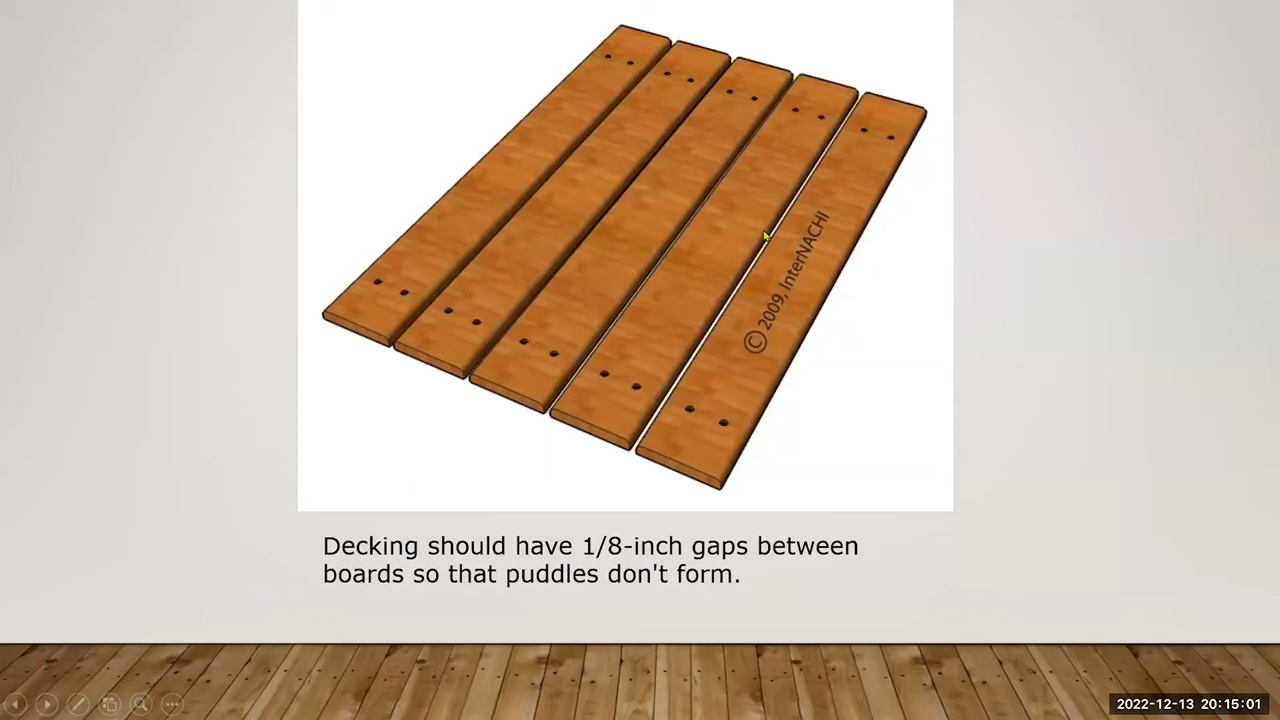 © 2009, InterNACHI
Decking should have 1/8-inch gaps between
boards so that puddles don't form.
2022-12-13 20:15:01